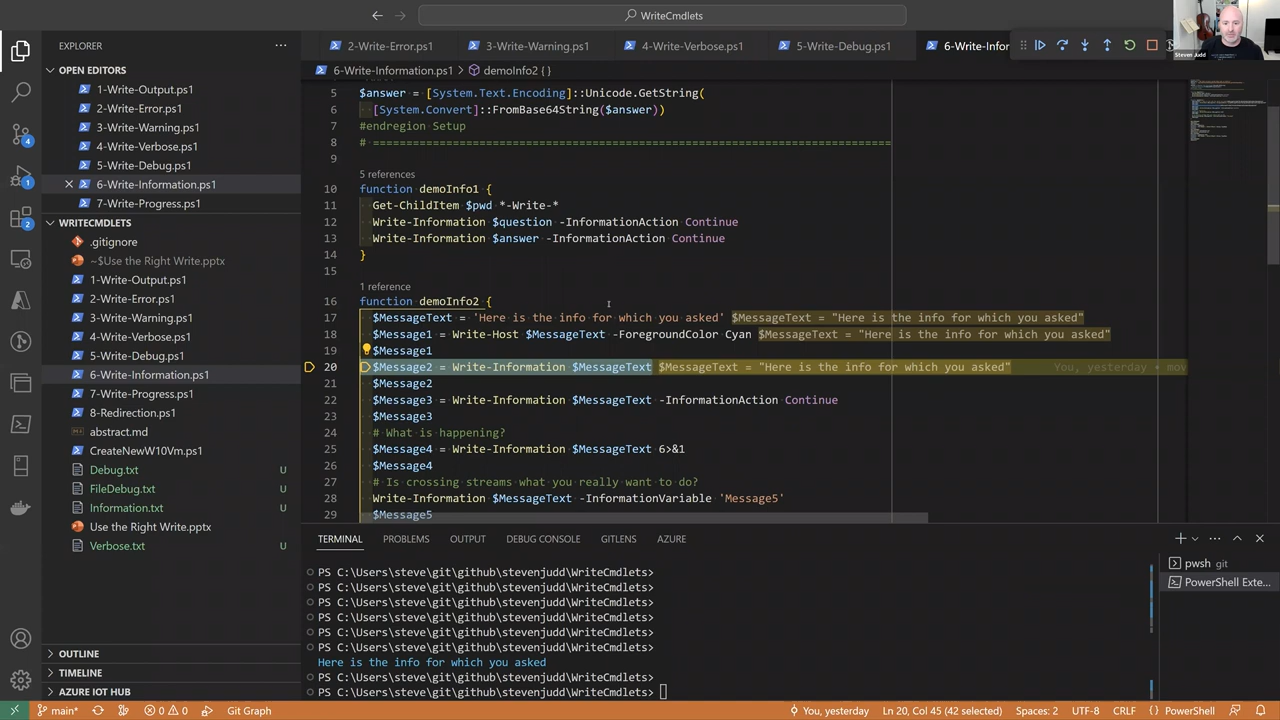 WriteCmdlets
Steven Judd
EXPLORER
OPEN EDITORS
1-Write-Output.ps1
2-Write-Error.ps1
3-Write-Warning.ps1
4-Write-Verbose.ps1
5-Write-Debug.ps1
6-Write-Information.ps1
7-Write-Progress.ps1
WRITECMDLETS
.gitignore
~$Use the Right Write.pptx
1-Write-Output.ps1
2-Write-Error.ps1
3-Write-Warning.ps1
4-Write-Verbose.ps1
5-Write-Debug.ps1
6-Write-Information.ps1
7-Write-Progress.ps1
8-Redirection.ps1
abstract.md
CreateNewW10Vm.ps1
Debug.txt U
FileDebug.txt U
Information.txt U
Use the Right Write.pptx
Verbose.txt U
OUTLINE
TIMELINE
AZURE IOT HUB
4
1
2
2-Write-Error.ps1 3-Write-Warning.ps1 4-Write-Verbose.ps1 5-Write-Debug.ps1 6-Write-Infor
6-Write-Information.ps1 > demoInfo2 { }
5 $answer = [System.Text.Encoding]::Unicode.GetString(
6 [System.Convert]::FromBase64String($answer))
7 #endregion Setup
8 # =============================================================================
9
5 references
10 function demoInfo1 {
11 Get-ChildItem $pwd *-Write-*
12 Write-Information $question -InformationAction Continue
13 Write-Information $answer -InformationAction Continue
14 }
15
1 reference
16 function demoInfo2 {
17 $MessageText = 'Here is the info for which you asked' $MessageText = "Here is the info for which you asked"
18 $Message1 = Write-Host $MessageText -ForegroundColor Cyan $MessageText = "Here is the info for which you asked"
19 $Message1
20 $Message2 = Write-Information $MessageText $MessageText = "Here is the info for which you asked" You, yesterday • mov
21 $Message2
22 $Message3 = Write-Information $MessageText -InformationAction Continue
23 $Message3
24 # What is happening?
25 $Message4 = Write-Information $MessageText 6>&1
26 $Message4
27 # Is crossing streams what you really want to do?
28 Write-Information $MessageText -InformationVariable 'Message5'
29 $Message5
TERMINAL PROBLEMS OUTPUT DEBUG CONSOLE GITLENS AZURE
PS C:\Users\steve\git\github\stevenjudd\WriteCmdlets>
PS C:\Users\steve\git\github\stevenjudd\WriteCmdlets>
PS C:\Users\steve\git\github\stevenjudd\WriteCmdlets>
PS C:\Users\steve\git\github\stevenjudd\WriteCmdlets>
PS C:\Users\steve\git\github\stevenjudd\WriteCmdlets>
PS C:\Users\steve\git\github\stevenjudd\WriteCmdlets>
Here is the info for which you asked
PS C:\Users\steve\git\github\stevenjudd\WriteCmdlets>
PS C:\Users\steve\git\github\stevenjudd\WriteCmdlets>
pwsh git
PowerShell Exte...
main* 0 0 Git Graph You, yesterday Ln 20, Col 45 (42 selected) Spaces: 2 UTF-8 CRLF { } PowerShell